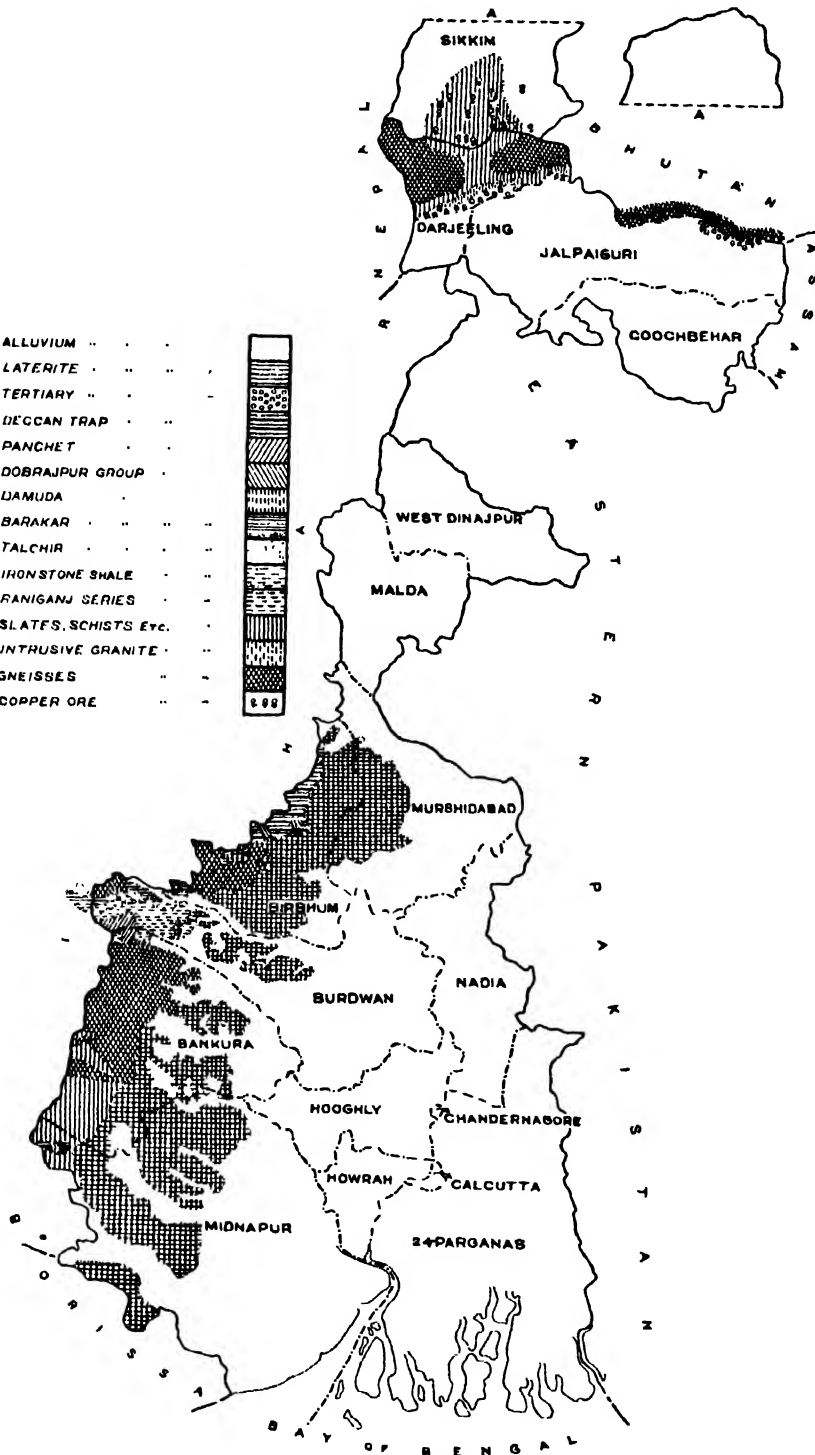 A
SIKKIM
A
NEPAL
BHUTAN
DARJEELING
JALPAIGURI
ASSAM
COOCHBEHAR
ALLUVIUM
LATERITE
TERTIARY
DECCAN TRAP
PANCHET
DOBRAJPUR GROUP
DAMUDA
BARAKAR
TALCHIR
IRONSTONE SHALE
RANIGANJ SERIES
SLATES, SCHISTS ETC.
INTRUSIVE GRANITE
GNEISSES
COPPER ORE
BIHAR
EASTERN PAKISTAN
WEST DINAJPUR
MALDA
MURSHIDABAD
BIRBHUM
BURDWAN
NADIA
BANKURA
HOOGHLY
CHANDERNAGORE
HOWRAH
CALCUTTA
MIDNAPUR
24 PARGANAS
ORISSA
BAY OF BENGAL